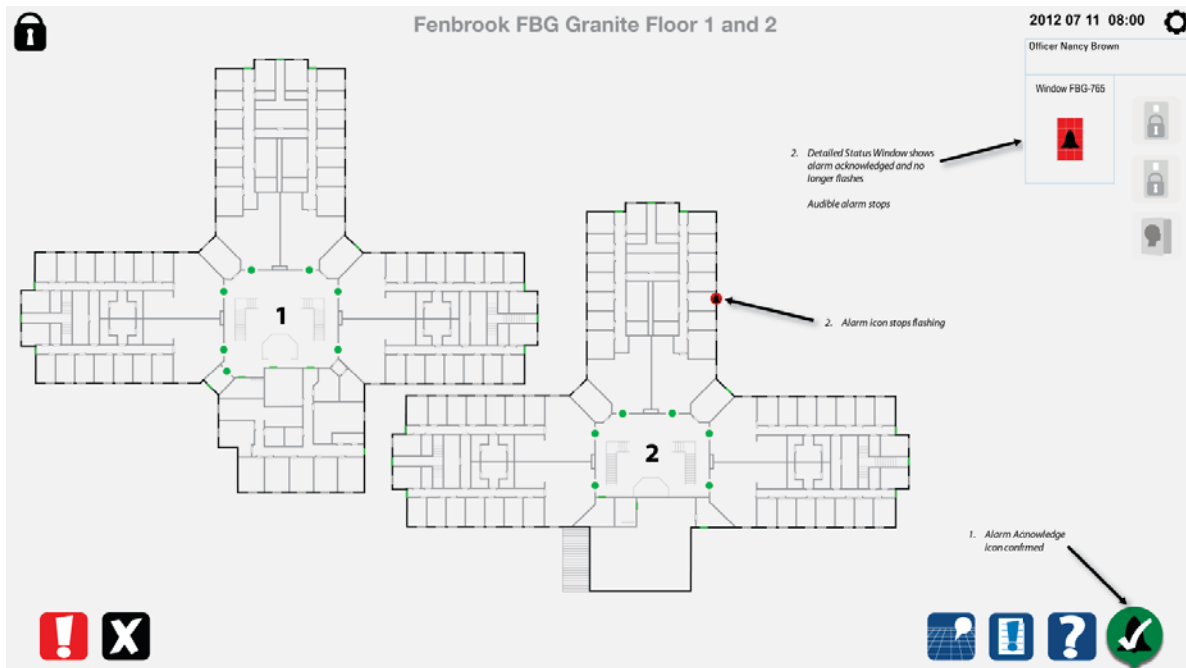 Fenbrook FBG Granite Floor 1 and 2
2012 07 11 08:00
Officer Nancy Brown
Window FBG-765
2. Detailed Status Window shows
alarm acknowledged and no
longer flashes
Audible alarm stops
1
2. Alarm icon stops flashing
2
1. Alarm Acnowledge
icon confirmed
! X
! ?